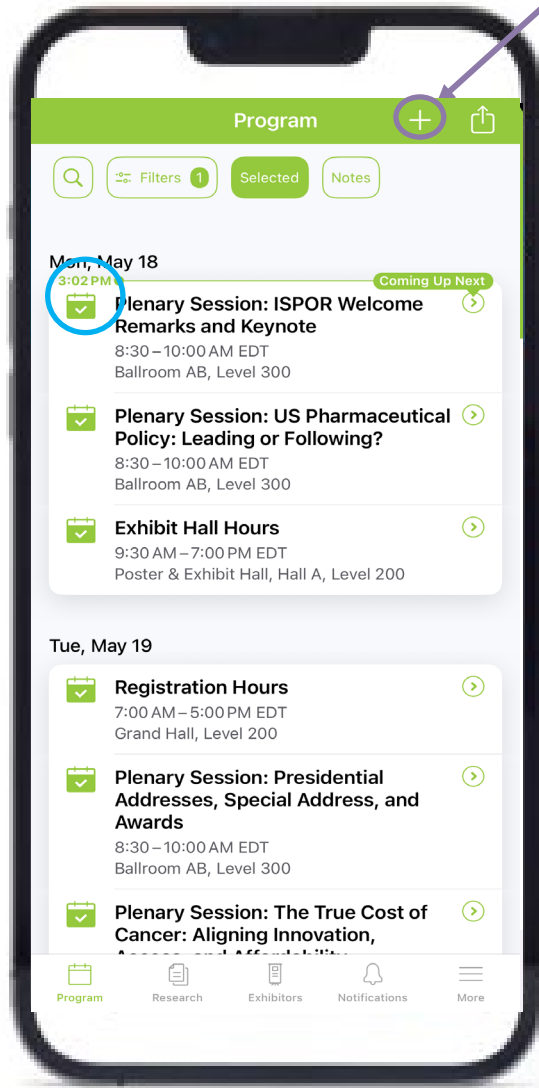 Program
Filters 1
Selected
Notes
Mon, May 18
3:02 PM
Coming Up Next
Plenary Session: ISPOR Welcome
Remarks and Keynote
8:30 – 10:00 AM EDT
Ballroom AB, Level 300
Plenary Session: US Pharmaceutical
Policy: Leading or Following?
8:30 – 10:00 AM EDT
Ballroom AB, Level 300
Exhibit Hall Hours
9:30 AM – 7:00 PM EDT
Poster & Exhibit Hall, Hall A, Level 200
Tue, May 19
Registration Hours
7:00 AM – 5:00 PM EDT
Grand Hall, Level 200
Plenary Session: Presidential
Addresses, Special Address, and
Awards
8:30 – 10:00 AM EDT
Ballroom AB, Level 300
Plenary Session: The True Cost of
Cancer: Aligning Innovation,
Access, and Affordability
Program
Research
Exhibitors
Notifications
More